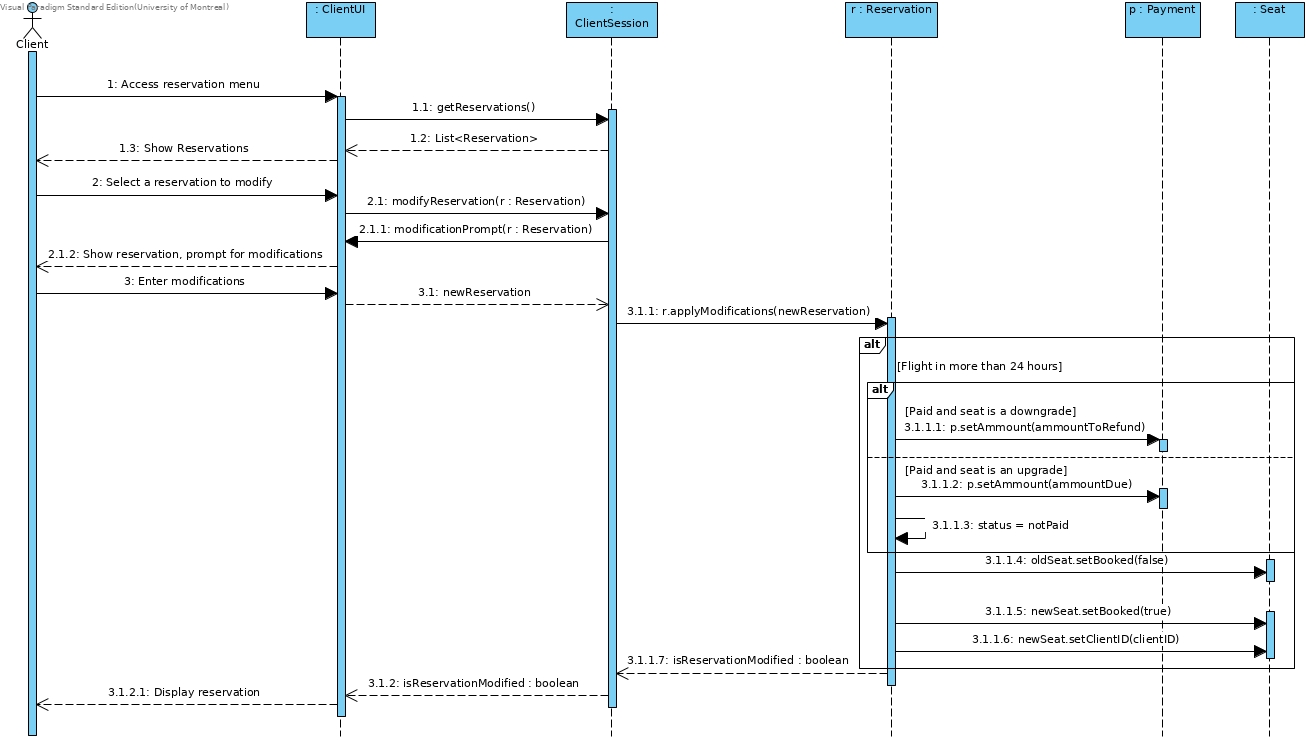 Visual Paradigm Standard Edition(University of Montreal)
Client
: ClientUI
:
ClientSession
r : Reservation
p : Payment
: Seat
1: Access reservation menu
1.1: getReservations()
1.2: List<Reservation>
1.3: Show Reservations
2: Select a reservation to modify
2.1: modifyReservation(r : Reservation)
2.1.1: modificationPrompt(r : Reservation)
2.1.2: Show reservation, prompt for modifications
3: Enter modifications
3.1: newReservation
3.1.1: r.applyModifications(newReservation)
alt
[Flight in more than 24 hours]
alt
[Paid and seat is a downgrade]
3.1.1.1: p.setAmmount(ammountToRefund)
[Paid and seat is an upgrade]
3.1.1.2: p.setAmmount(ammountDue)
3.1.1.3: status = notPaid
3.1.1.4: oldSeat.setBooked(false)
3.1.1.5: newSeat.setBooked(true)
3.1.1.6: newSeat.setClientID(clientID)
3.1.1.7: isReservationModified : boolean
3.1.2: isReservationModified : boolean
3.1.2.1: Display reservation